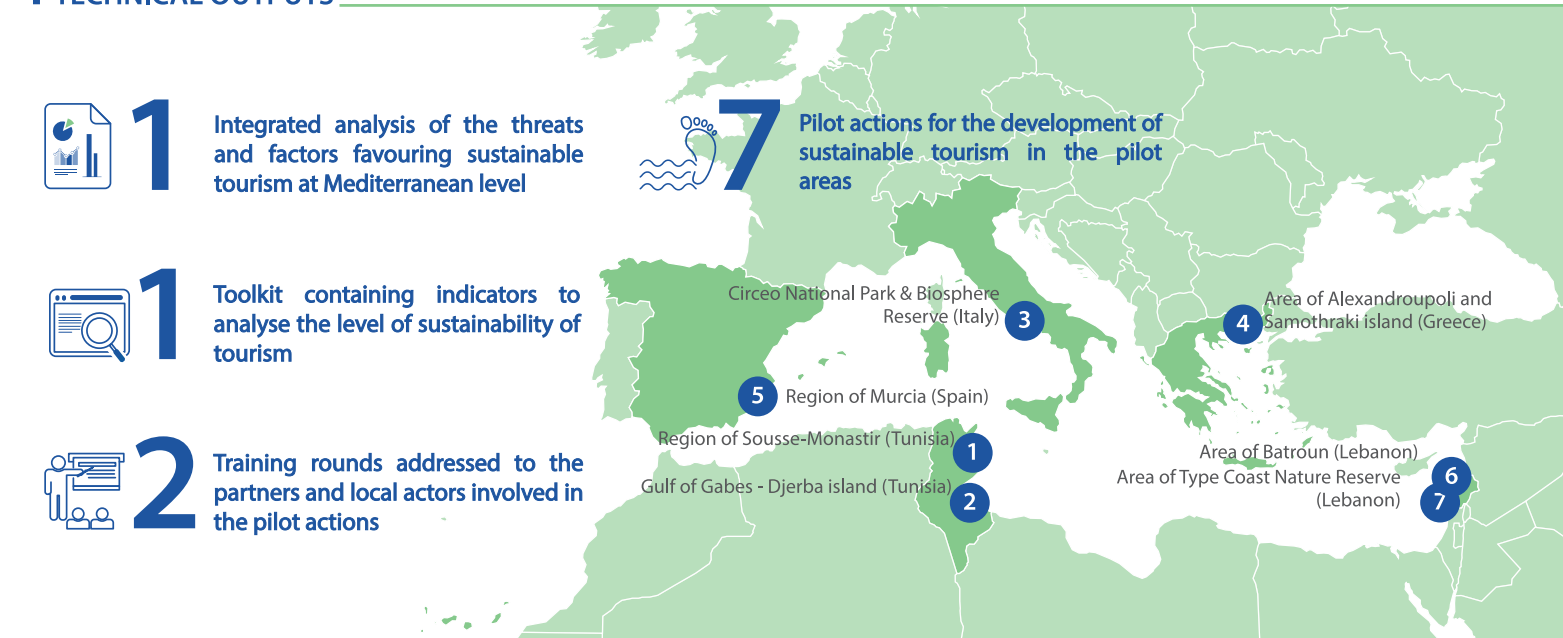 TECHNICAL OUTPUTS
1
Integrated analysis of the threats
and factors favouring sustainable
tourism at Mediterranean level
1
Toolkit containing indicators to
analyse the level of sustainability of
tourism
2
Training rounds addressed to the
partners and local actors involved in
the pilot actions
7
Pilot actions for the development of
sustainable tourism in the pilot
areas
Circeo National Park & Biosphere
Reserve (Italy)
3
4
Area of Alexandroupoli and
Samothraki island (Greece)
5
Region of Murcia (Spain)
Region of Sousse-Monastir (Tunisia)
1
Gulf of Gabes - Djerba island (Tunisia)
2
Area of Batroun (Lebanon)
6
Area of Type Coast Nature Reserve
(Lebanon)
7